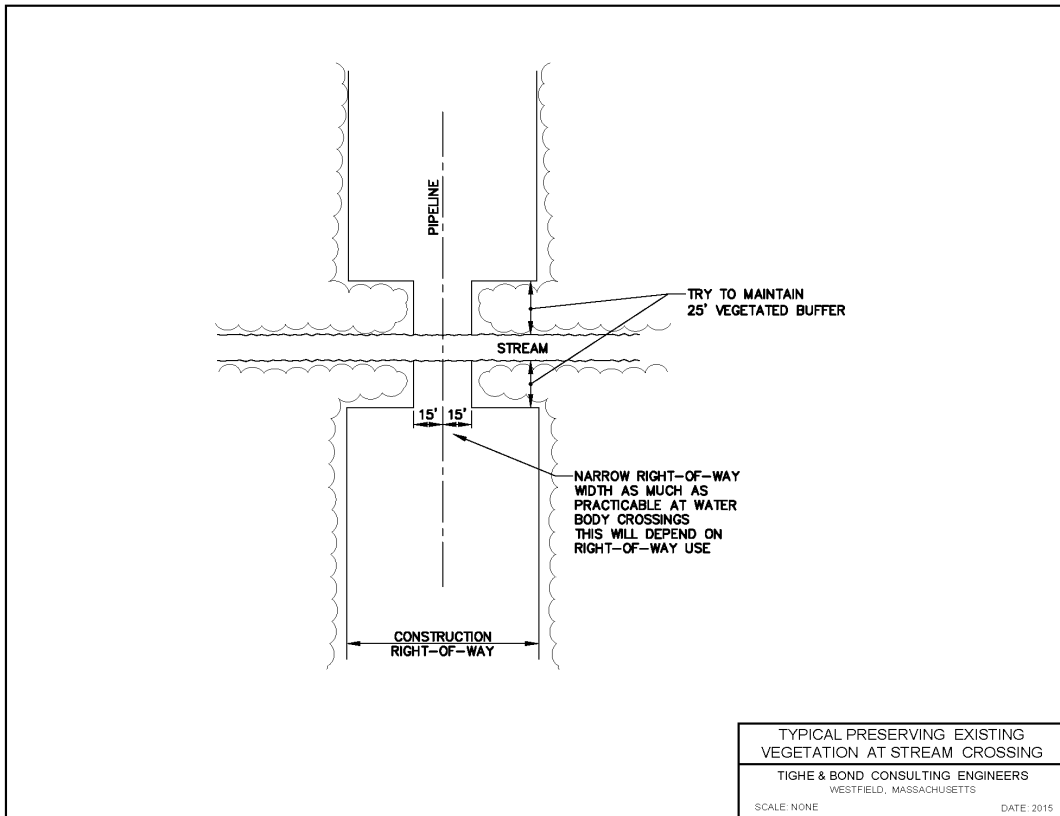 PIPELINE
TRY TO MAINTAIN
25' VEGETATED BUFFER
STREAM
15' 15'
NARROW RIGHT-OF-WAY
WIDTH AS MUCH AS
PRACTICABLE AT WATER
BODY CROSSINGS
THIS WILL DEPEND ON
RIGHT-OF-WAY USE
CONSTRUCTION
RIGHT-OF-WAY
TYPICAL PRESERVING EXISTING
VEGETATION AT STREAM CROSSING
TIGHE & BOND CONSULTING ENGINEERS
WESTFIELD, MASSACHUSETTS
SCALE: NONE DATE: 2015